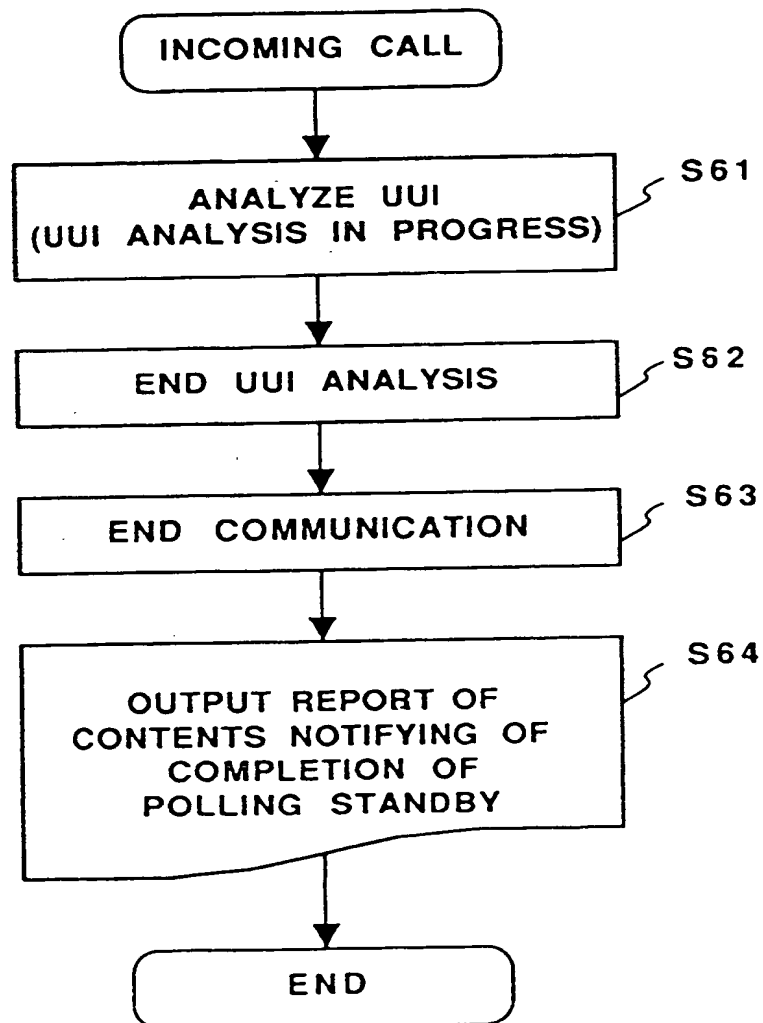 INCOMING CALL
S61
ANALYZE UUI
(UUI ANALYSIS IN PROGRESS)
S62
END UUI ANALYSIS
S63
END COMMUNICATION
S64
OUTPUT REPORT OF
CONTENTS NOTIFYING OF
COMPLETION OF
POLLING STANDBY
END